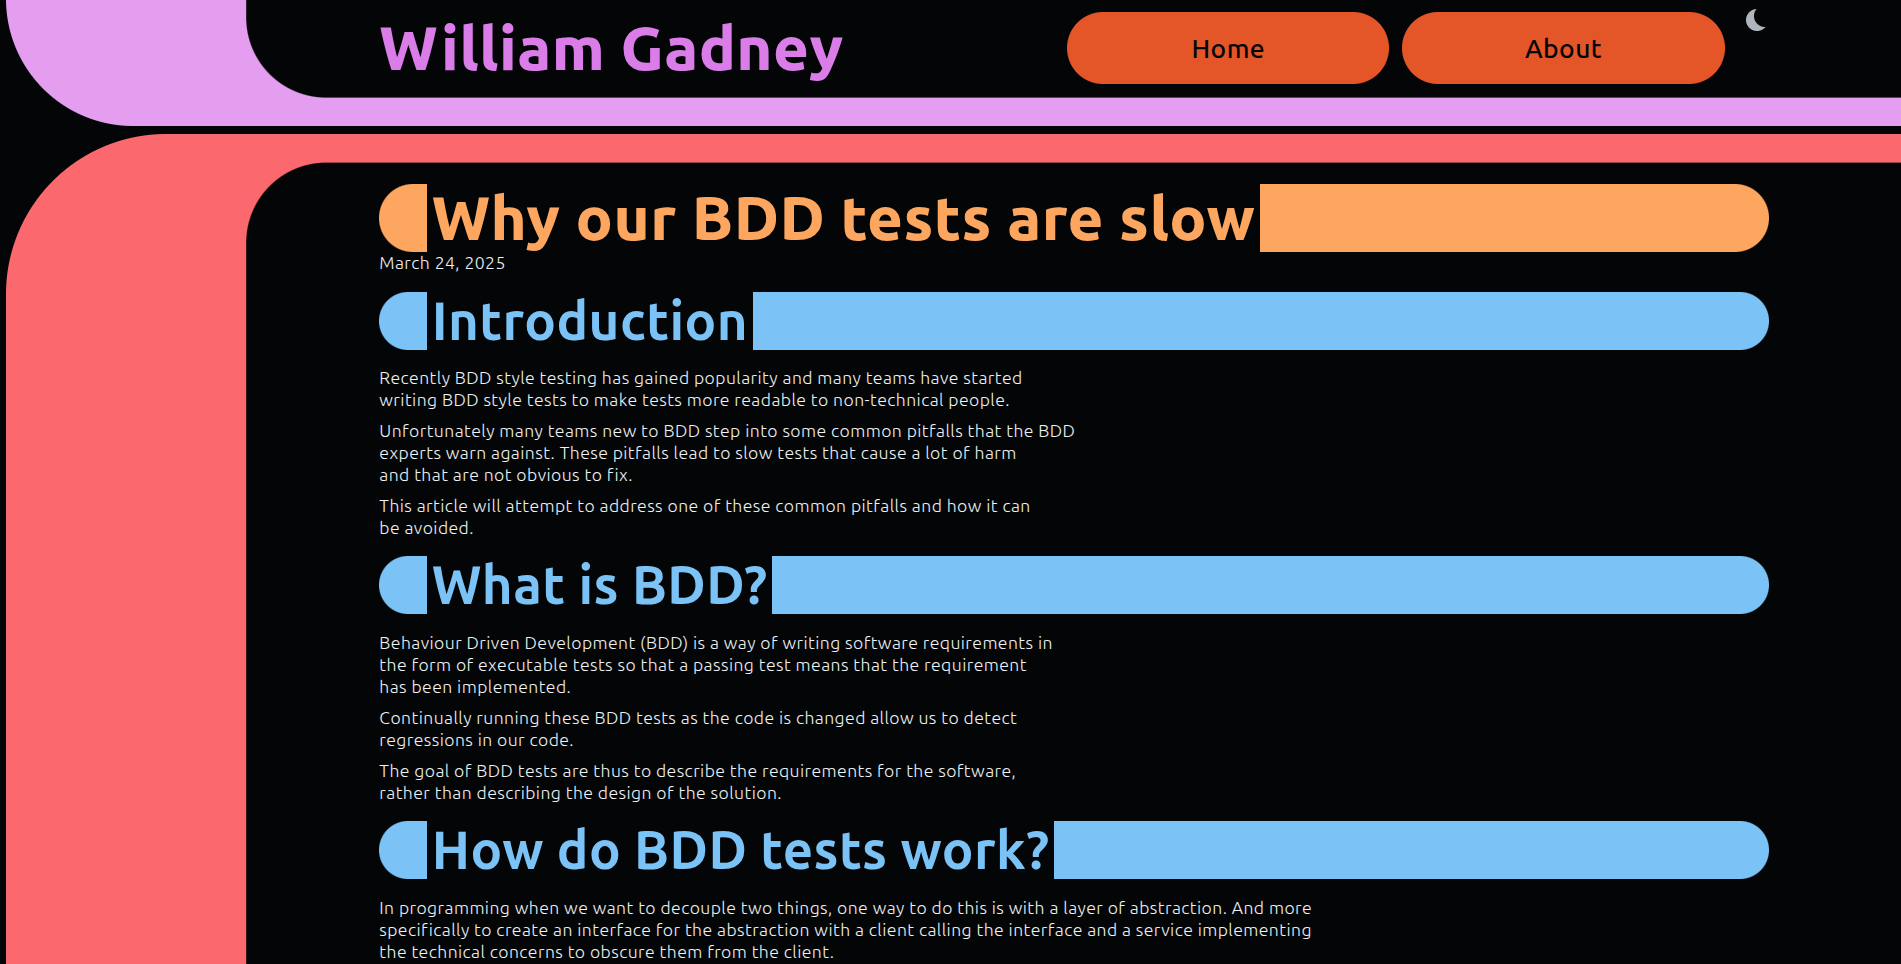 William Gadney
Home
About
Why our BDD tests are slow
March 24, 2025
Introduction
Recently BDD style testing has gained popularity and many teams have started
writing BDD style tests to make tests more readable to non-technical people.
Unfortunately many teams new to BDD step into some common pitfalls that the BDD
experts warn against. These pitfalls lead to slow tests that cause a lot of harm
and that are not obvious to fix.
This article will attempt to address one of these common pitfalls and how it can
be avoided.
What is BDD?
Behaviour Driven Development (BDD) is a way of writing software requirements in
the form of executable tests so that a passing test means that the requirement
has been implemented.
Continually running these BDD tests as the code is changed allow us to detect
regressions in our code.
The goal of BDD tests are thus to describe the requirements for the software,
rather than describing the design of the solution.
How do BDD tests work?
In programming when we want to decouple two things, one way to do this is with a layer of abstraction. And more
specifically to create an interface for the abstraction with a client calling the interface and a service implementing
the technical concerns to obscure them from the client.